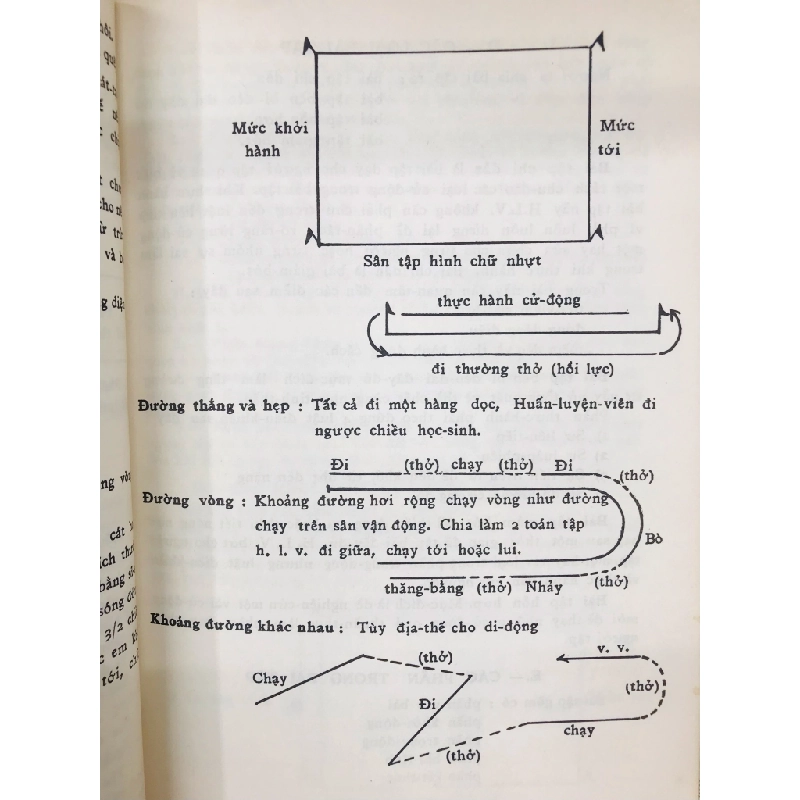 Mức khởi
hành
Mức
tới
Sân tập hình chữ nhựt
thực hành cử-động
đi thường thở (hồi lực)
Đường thẳng và hẹp : Tất cả đi một hàng dọc, Huấn-luyện-viên đi
ngược chiều học-sinh.
Đi (thở) chạy (thở) Đi (thở)
Đường vòng : Khoảng đường hơi rộng chạy vòng như đường
chạy trên sân vận động. Chia làm 2 toán tập
Bò
h. l. v. đi giữa, chạy tới hoặc lui.
thăng-bằng (thở) Nhảy (thở)
Khoảng đường khác nhau : Tùy địa-thế cho di-động
v. v.
(thở)
Chạy
(thở)
Đi
chạy
(thở)